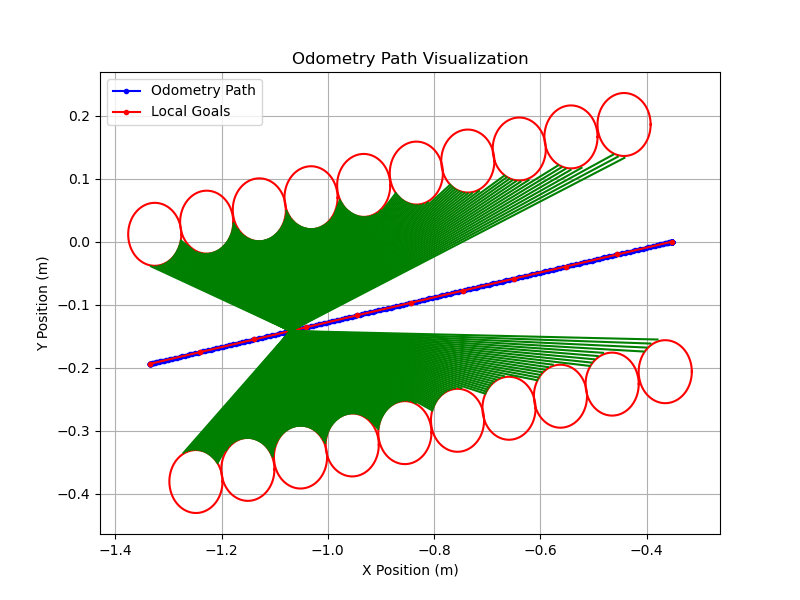 Odometry Path Visualization
Odometry Path
Local Goals
Y Position (m)
0.2
0.1
0.0
−0.1
−0.2
−0.3
−0.4
−1.4
−1.2
−1.0
−0.8
−0.6
−0.4
X Position (m)